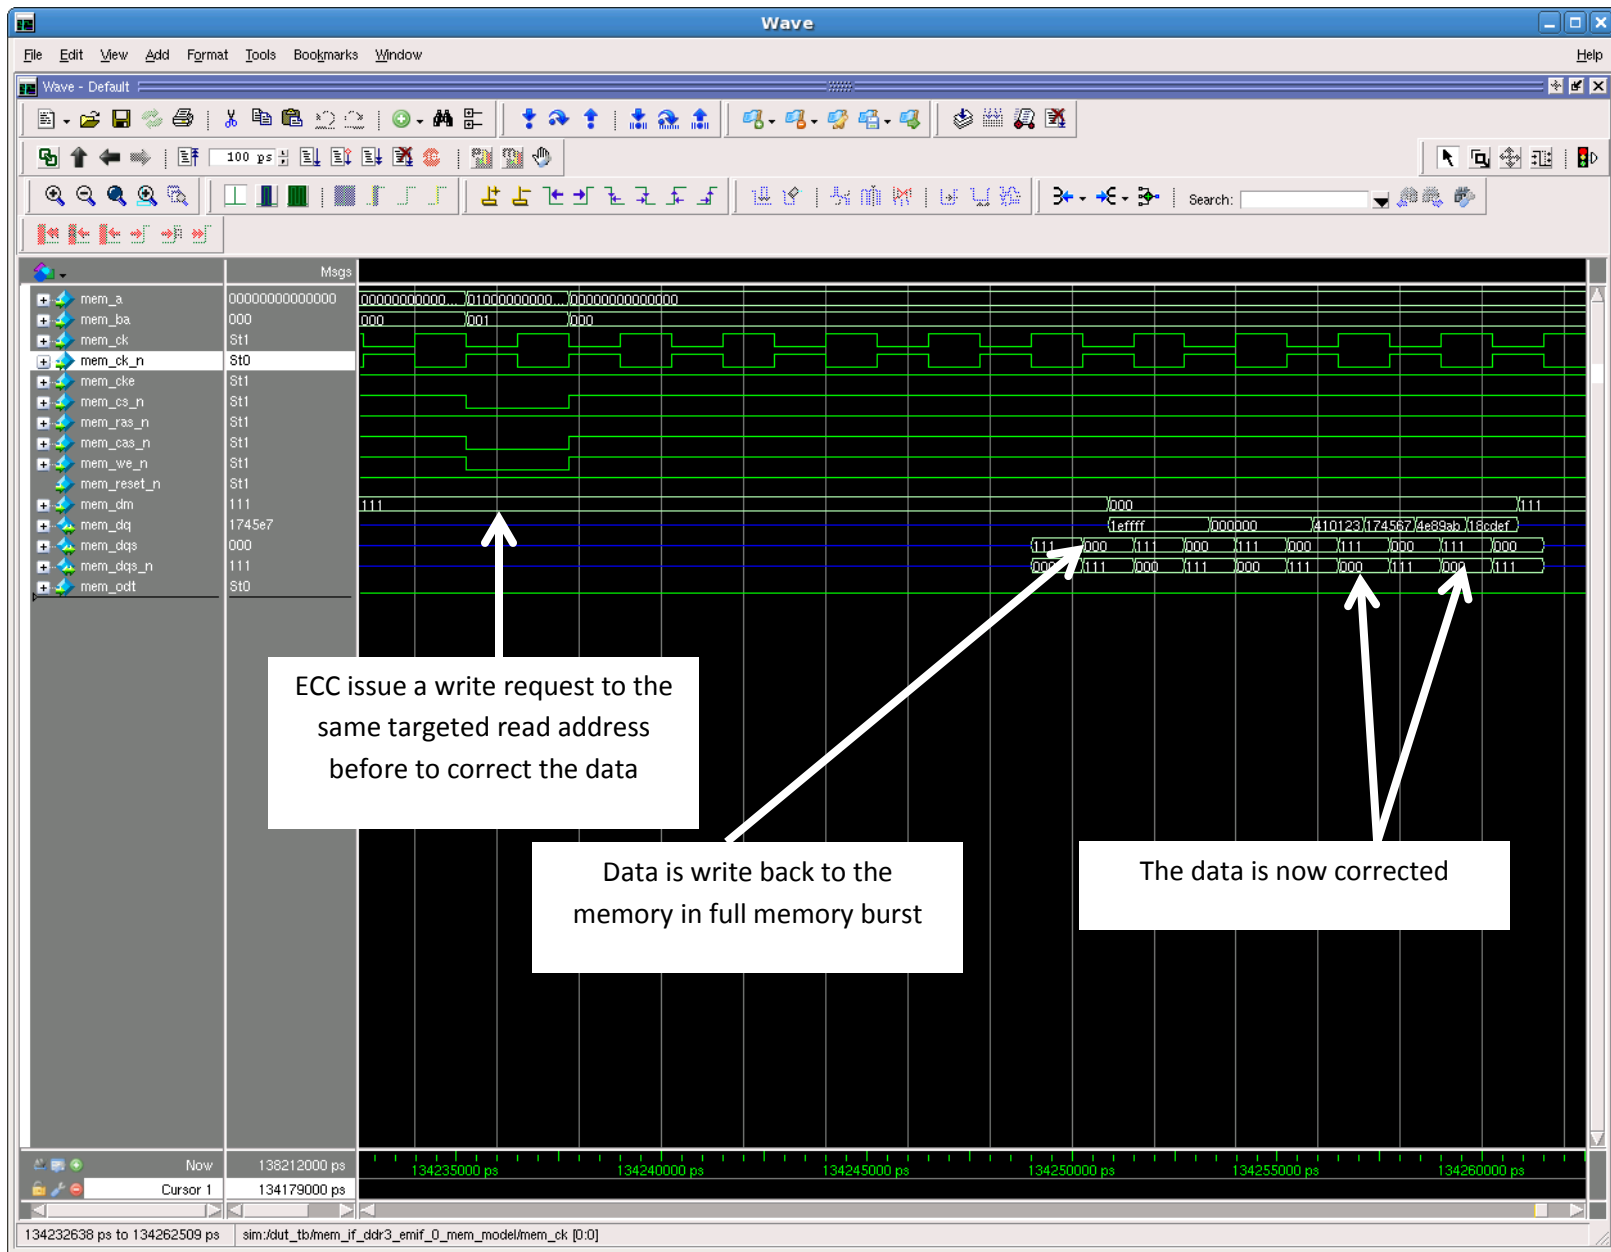 Wave
File Edit View Add Format Tools Bookmarks Window Help
Wave - Default
100 ps
Search:
Msgs
mem_a 00000000000000 00000000000... 01000000000... 00000000000000
mem_ba 000 000 001 000
mem_ck St1
mem_ck_n St0
mem_cke St1
mem_cs_n St1
mem_ras_n St1
mem_cas_n St1
mem_we_n St1
mem_reset_n St1
mem_dm 111 111 000 111
mem_dq 1745e7 1effff 000000 410123 174567 4e89ab 18cdef
mem_dqs 000 111 000 111 000 111 000 111 000 111 000
mem_dqs_n 111 000 111 000 111 000 111 000 111 000 111
mem_odt St0
ECC issue a write request to the
same targeted read address
before to correct the data
Data is write back to the
memory in full memory burst
The data is now corrected
Now 138212000 ps 134235000 ps 134240000 ps 134245000 ps 134250000 ps 134255000 ps 134260000 ps
Cursor 1 134179000 ps
134232638 ps to 134262509 ps sim:/dut_tb/mem_if_ddr3_emif_0_mem_model/mem_ck [0:0]